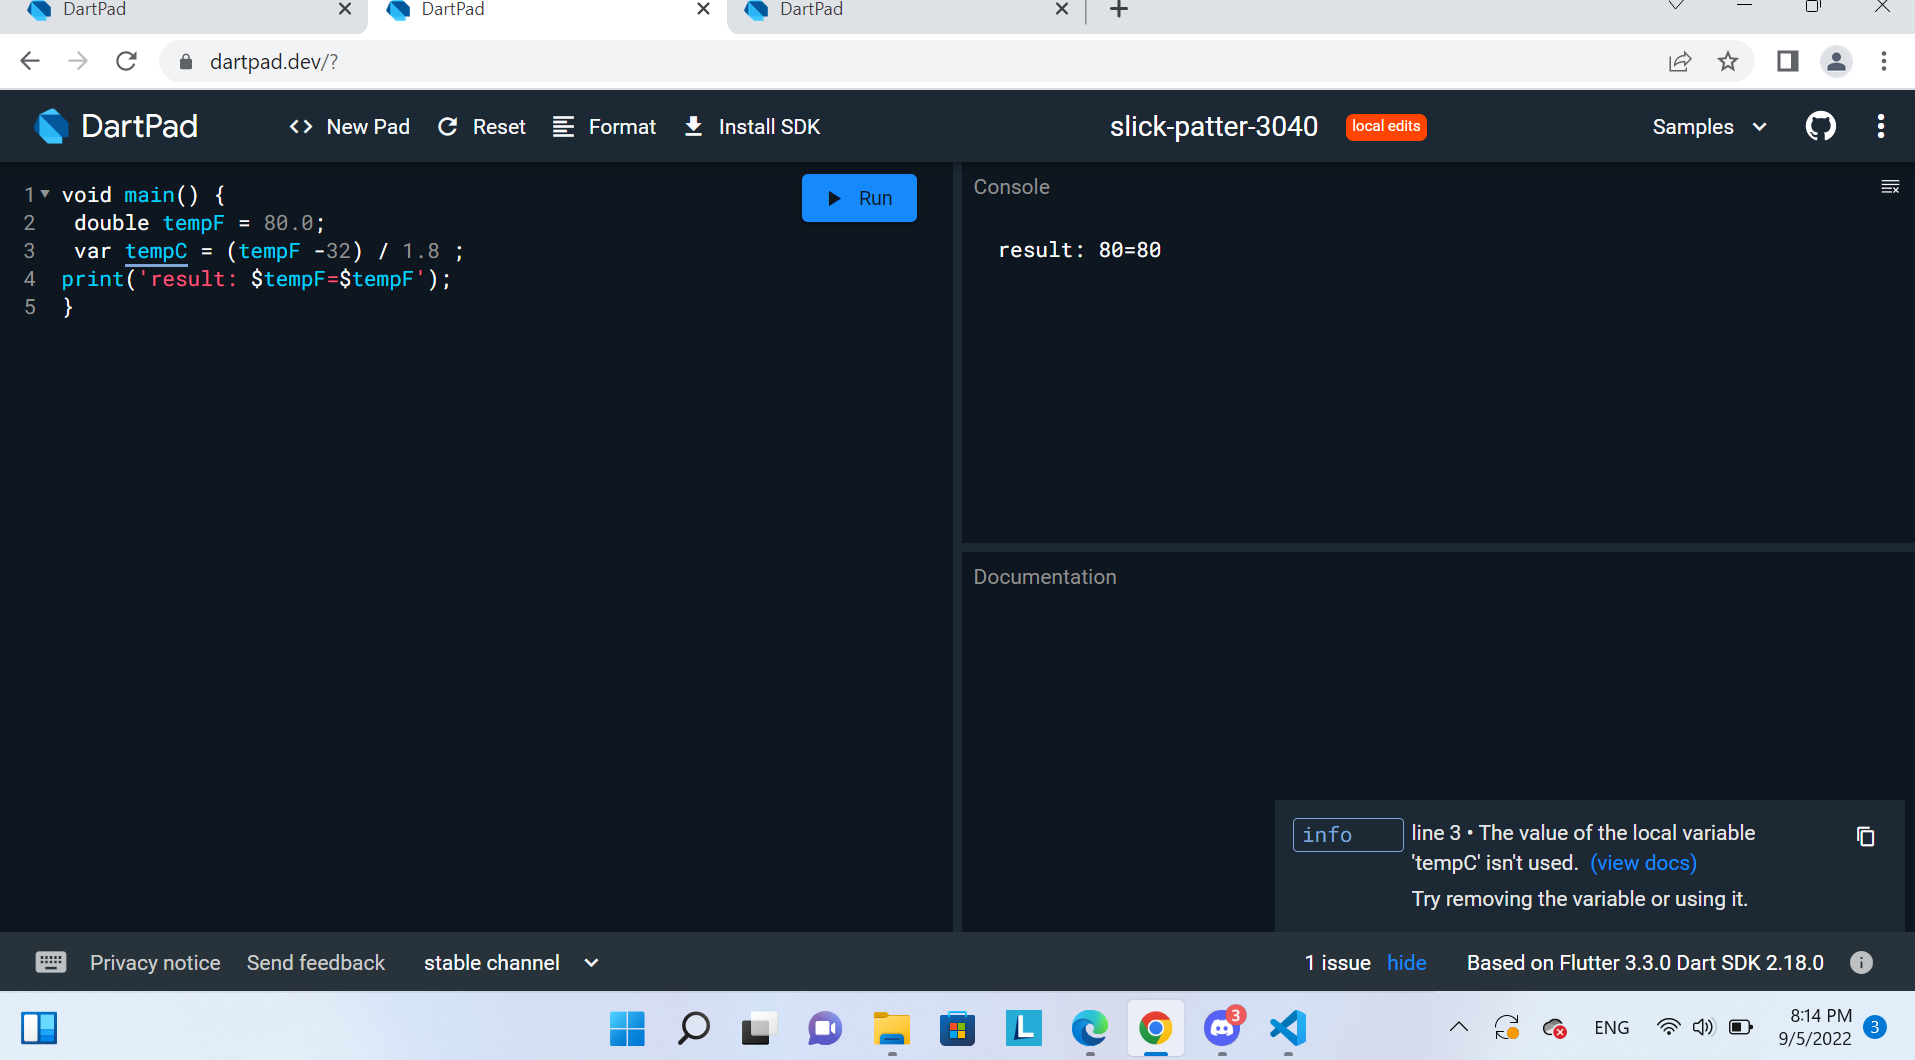 DartPad
DartPad
DartPad
dartpad.dev/?
DartPad
<> New Pad
Reset
Format
Install SDK
slick-patter-3040
local edits
Samples
1 void main() {
2 double tempF = 80.0;
3 var tempC = (tempF -32) / 1.8 ;
4 print('result: $tempF=$tempF');
5 }
Run
Console
result: 80=80
Documentation
info
line 3 • The value of the local variable
'tempC' isn't used. (view docs)
Try removing the variable or using it.
Privacy notice
Send feedback
stable channel
1 issue hide
Based on Flutter 3.3.0 Dart SDK 2.18.0
i
L
3
ENG
8:14 PM
9/5/2022
3